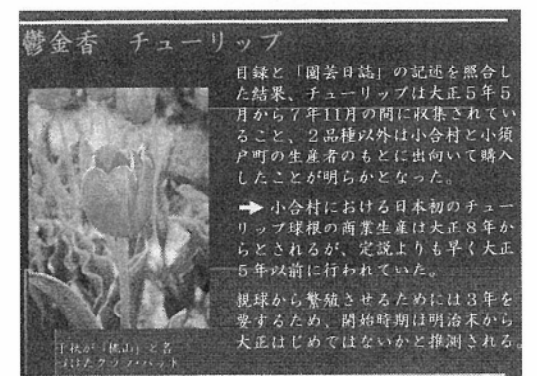 鬱金香 チューリップ
目録と「園芸日誌」の記述を照合し
た結果、チューリップは大正５年５
月から７年11月の間に収集されてい
ること、２品種以外は小合村と小須
戸町の生産者のもとに出向いて購入
したことが明らかとなった。
➔ 小合村における日本初のチュー
リップ球根の商業生産は大正８年か
らとされるが、定説よりも早く大正
５年以前に行われていた。
親球から繁殖させるためには３年を
要するため、開始時期は明治末から
大正はじめではないかと推測される。
千秋が「桃山」と名
づけたクララ・バット